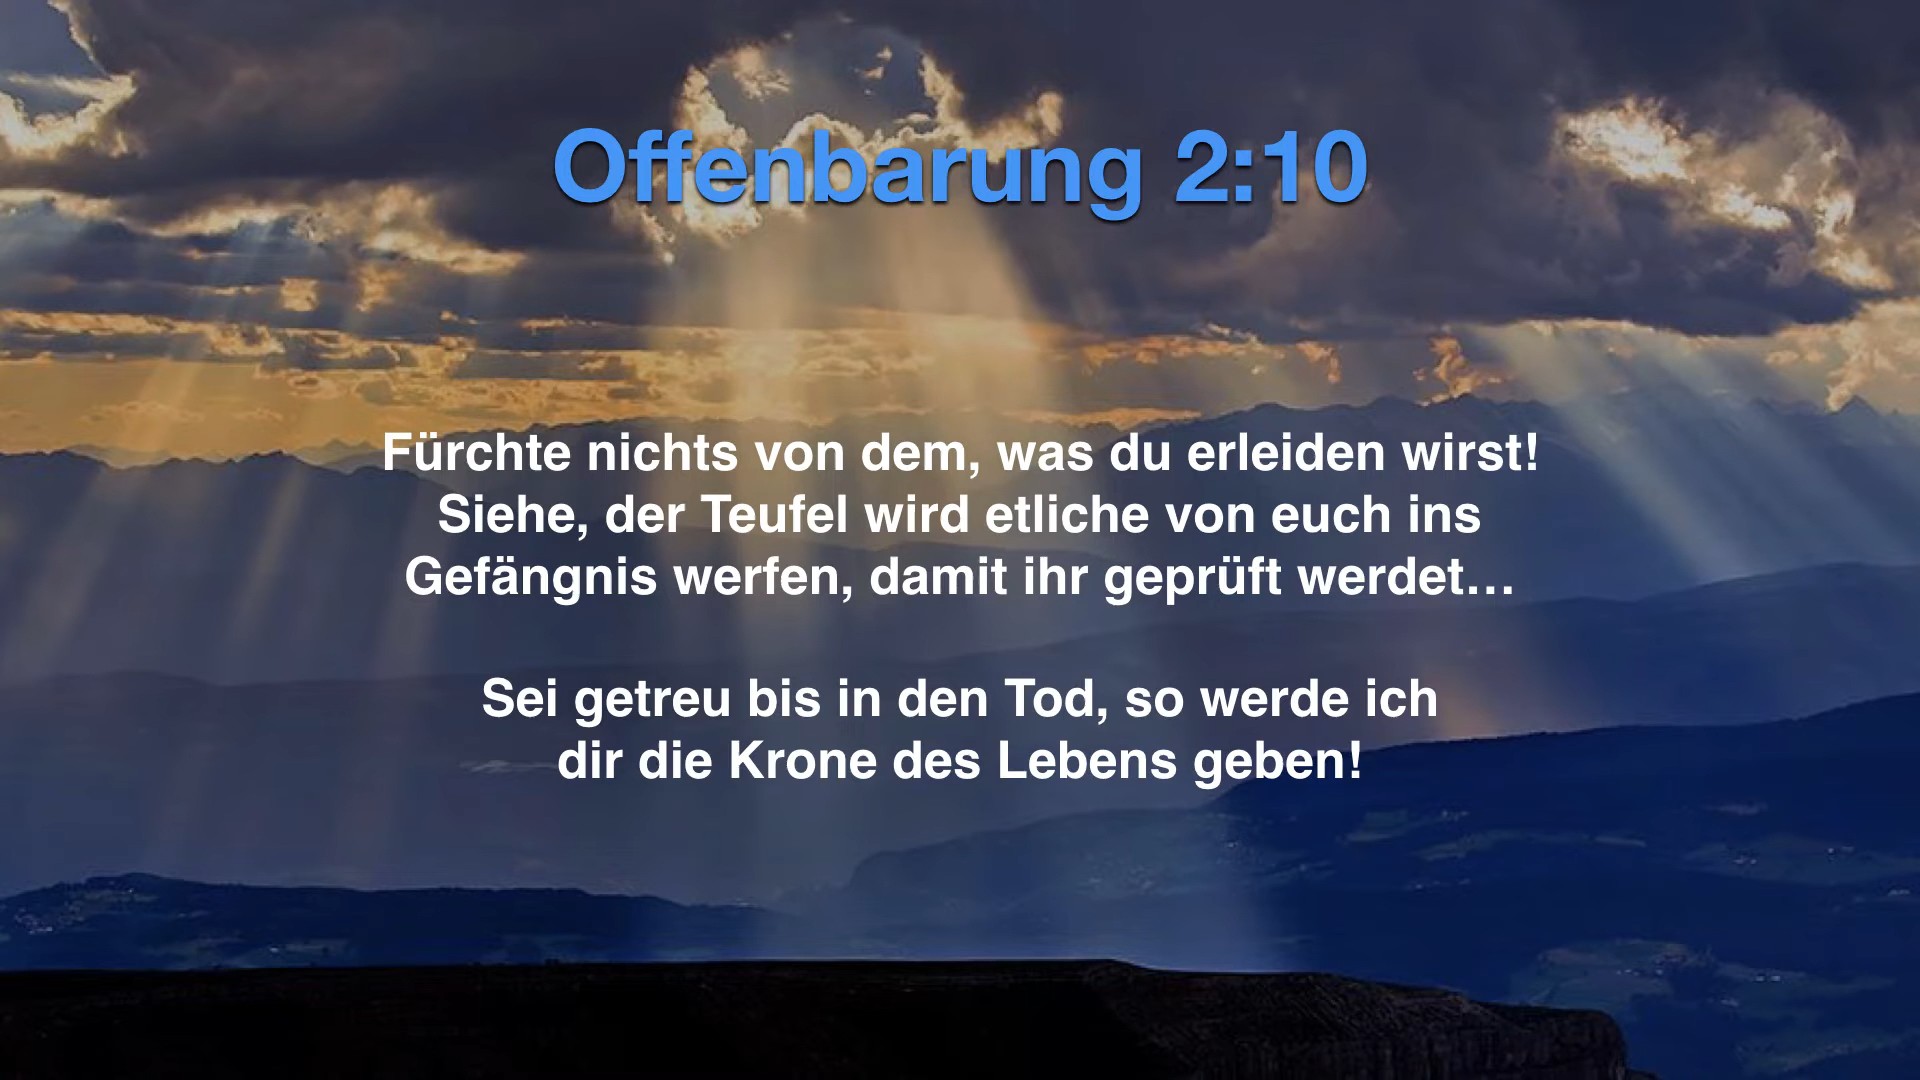 Offenbarung 2:10
Fürchte nichts von dem, was du erleiden wirst!
Siehe, der Teufel wird etliche von euch ins
Gefängnis werfen, damit ihr geprüft werdet…
Sei getreu bis in den Tod, so werde ich
dir die Krone des Lebens geben!